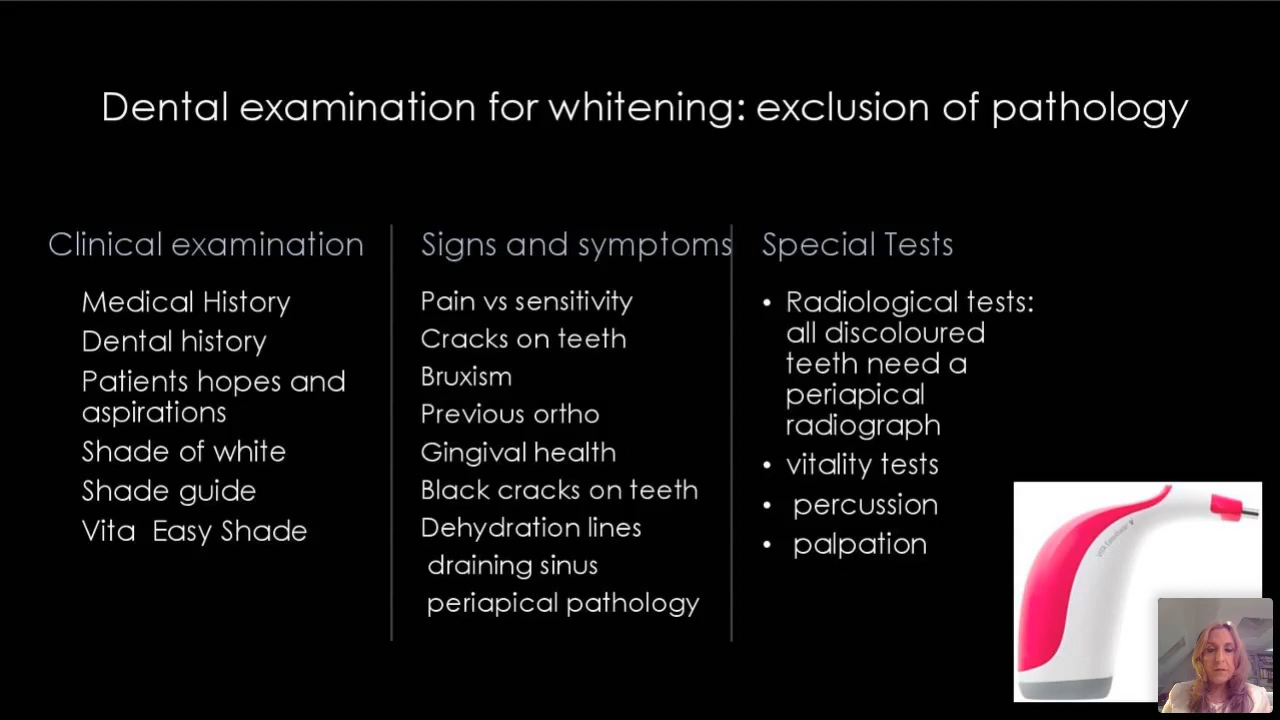 Dental examination for whitening: exclusion of pathology
Clinical examination
Medical History
Dental history
Patients hopes and
aspirations
Shade of white
Shade guide
Vita  Easy Shade
Signs and symptoms
Pain vs sensitivity
Cracks on teeth
Bruxism
Previous ortho
Gingival health
Black cracks on teeth
Dehydration lines
draining sinus
periapical pathology
Special Tests
• Radiological tests:
all discoloured
teeth need a
periapical
radiograph
• vitality tests
• percussion
• palpation